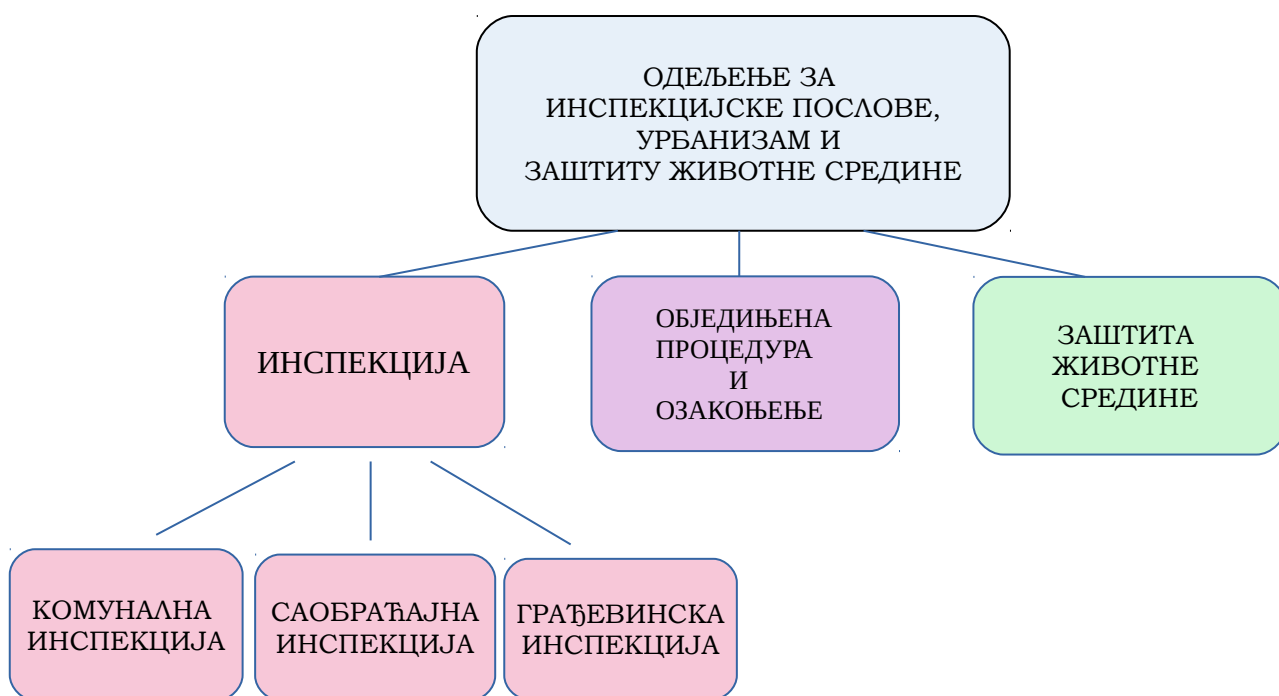 ОДЕЉЕЊЕ ЗА
ИНСПЕКЦИЈСКЕ ПОСЛОВЕ,
УРБАНИЗАМ И
ЗАШТИТУ ЖИВОТНЕ СРЕДИНЕ
ИНСПЕКЦИЈА
ОБЈЕДИЊЕНА
ПРОЦЕДУРА
И
ОЗАКОЊЕЊЕ
ЗАШТИТА
ЖИВОТНЕ
СРЕДИНЕ
КОМУНАЛНА
ИНСПЕКЦИЈА
САОБРАЋАЈНА
ИНСПЕКЦИЈА
ГРАЂЕВИНСКА
ИНСПЕКЦИЈА